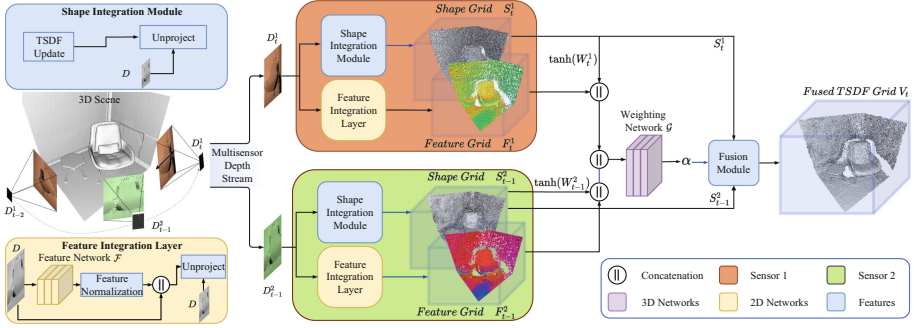 Shape Integration Module
TSDF
Update
Unproject
D
3D Scene
D_t^1
D_{t-2}^1
D_{t-1}^2
Multisensor
Depth
Stream
Feature Integration Layer
D
Feature Network F
Feature
Normalization
||
Unproject
D
D_t^1
Shape
Integration
Module
Feature
Integration
Layer
Shape Grid S_t^1
Feature Grid F_t^1
D_{t-1}^2
Shape
Integration
Module
Feature
Integration
Layer
Shape Grid S_{t-1}^2
Feature Grid F_{t-1}^2
tanh(W_t^1)
||
||
tanh(W_{t-1}^2)
||
Weighting
Network G
α
S_t^1
Fusion
Module
S_{t-1}^2
Fused TSDF Grid V_t
|| Concatenation
Sensor 1
Sensor 2
3D Networks
2D Networks
Features